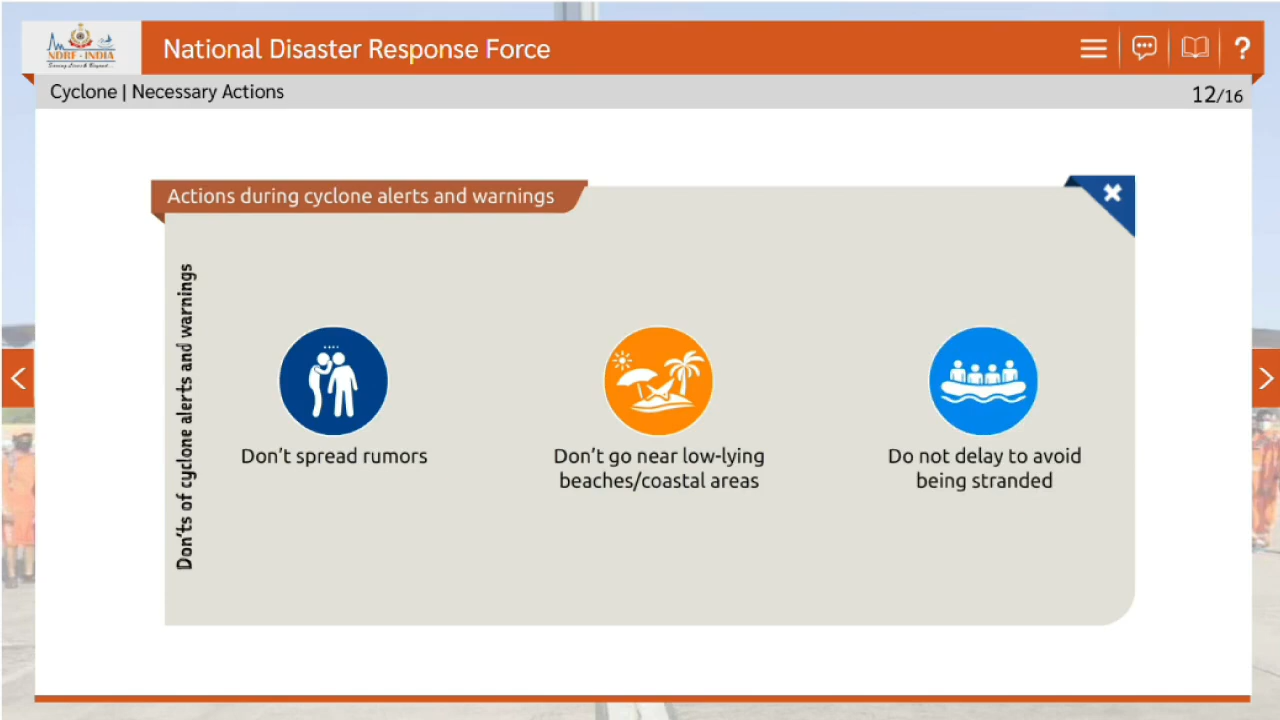 NDRF - INDIA
National Disaster Response Force
?
Cyclone | Necessary Actions
12/16
Actions during cyclone alerts and warnings
Don'ts of cyclone alerts and warnings
Don't spread rumors
Don't go near low-lying
beaches/coastal areas
Do not delay to avoid
being stranded